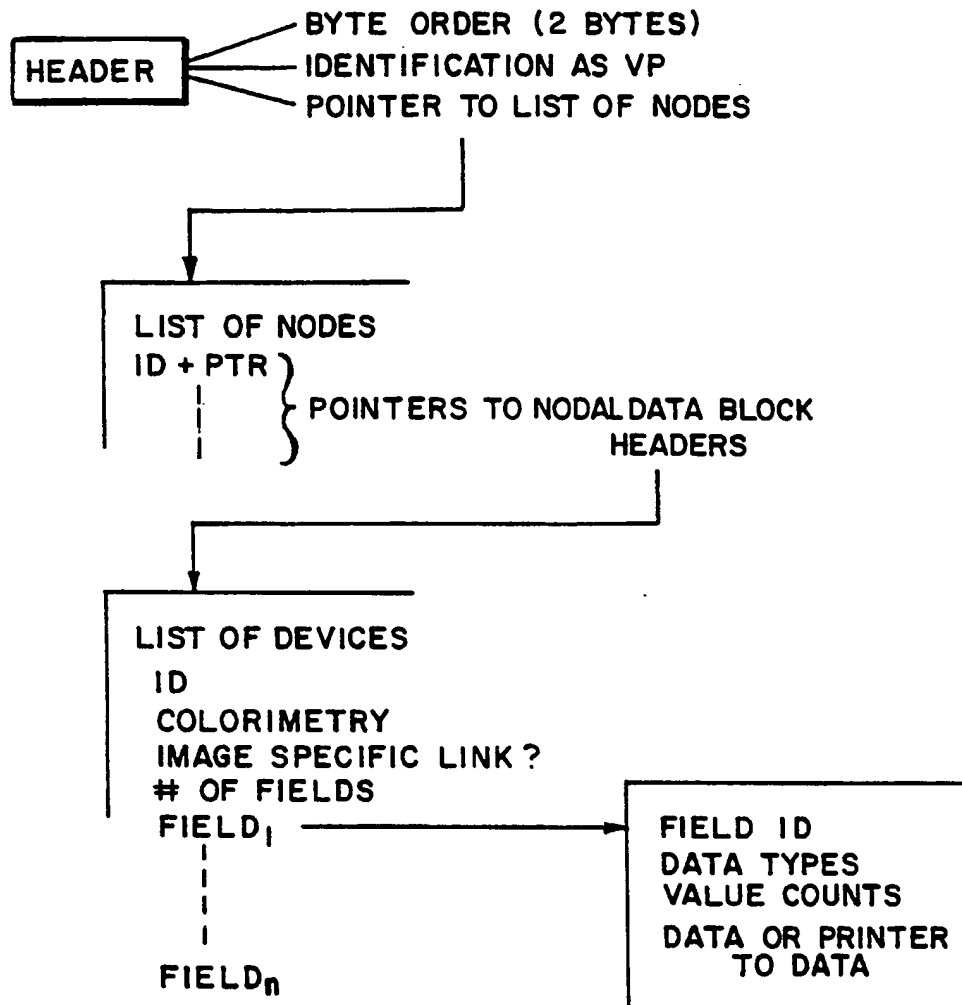 HEADER
BYTE ORDER (2 BYTES)
IDENTIFICATION AS VP
POINTER TO LIST OF NODES
LIST OF NODES
ID + PTR
POINTERS TO NODAL DATA BLOCK
HEADERS
LIST OF DEVICES
ID
COLORIMETRY
IMAGE SPECIFIC LINK ?
# OF FIELDS
FIELD₁
FIELDₙ
FIELD ID
DATA TYPES
VALUE COUNTS
DATA OR PRINTER
TO DATA